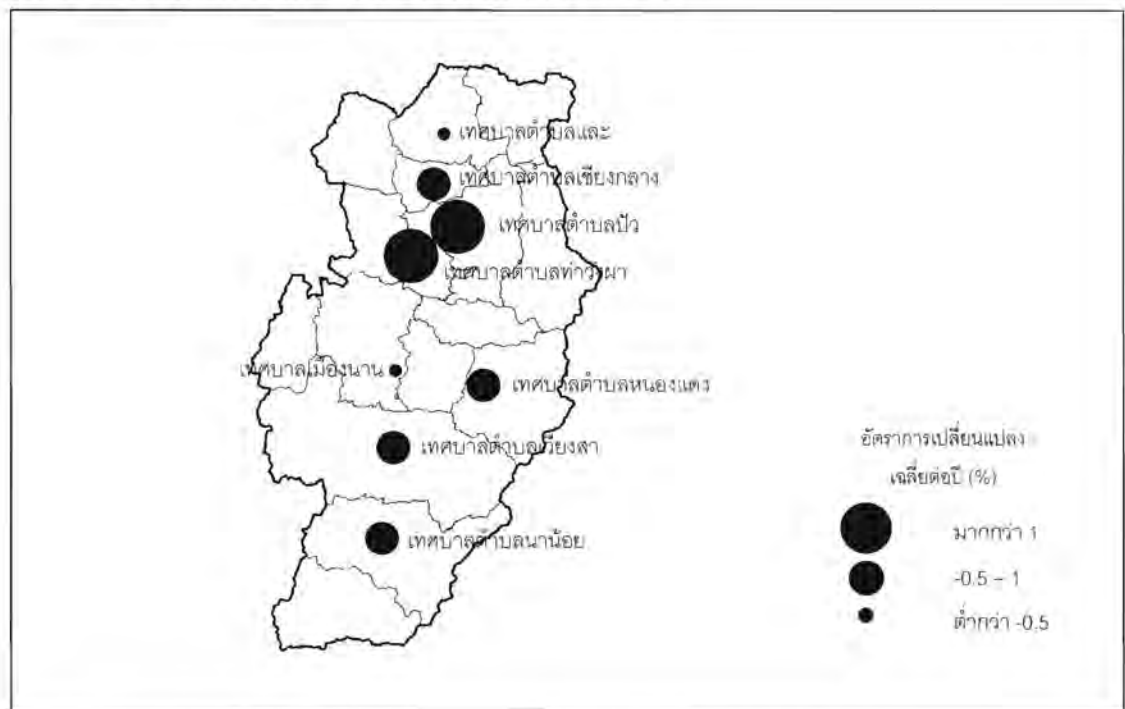 เทศบาลตำบลและ
เทศบาลตำบลเชียงกลาง
เทศบาลตำบลปัว
เทศบาลตำบลท่าวังผา
เทศบาลเมืองน่าน
เทศบาลตำบลหนองแดง
เทศบาลตำบลเวียงสา
เทศบาลตำบลนาน้อย
อัตราการเปลี่ยนแปลง
เฉลี่ยต่อปี (%)
มากกว่า 1
-0.5 – 1
ต่ำกว่า -0.5